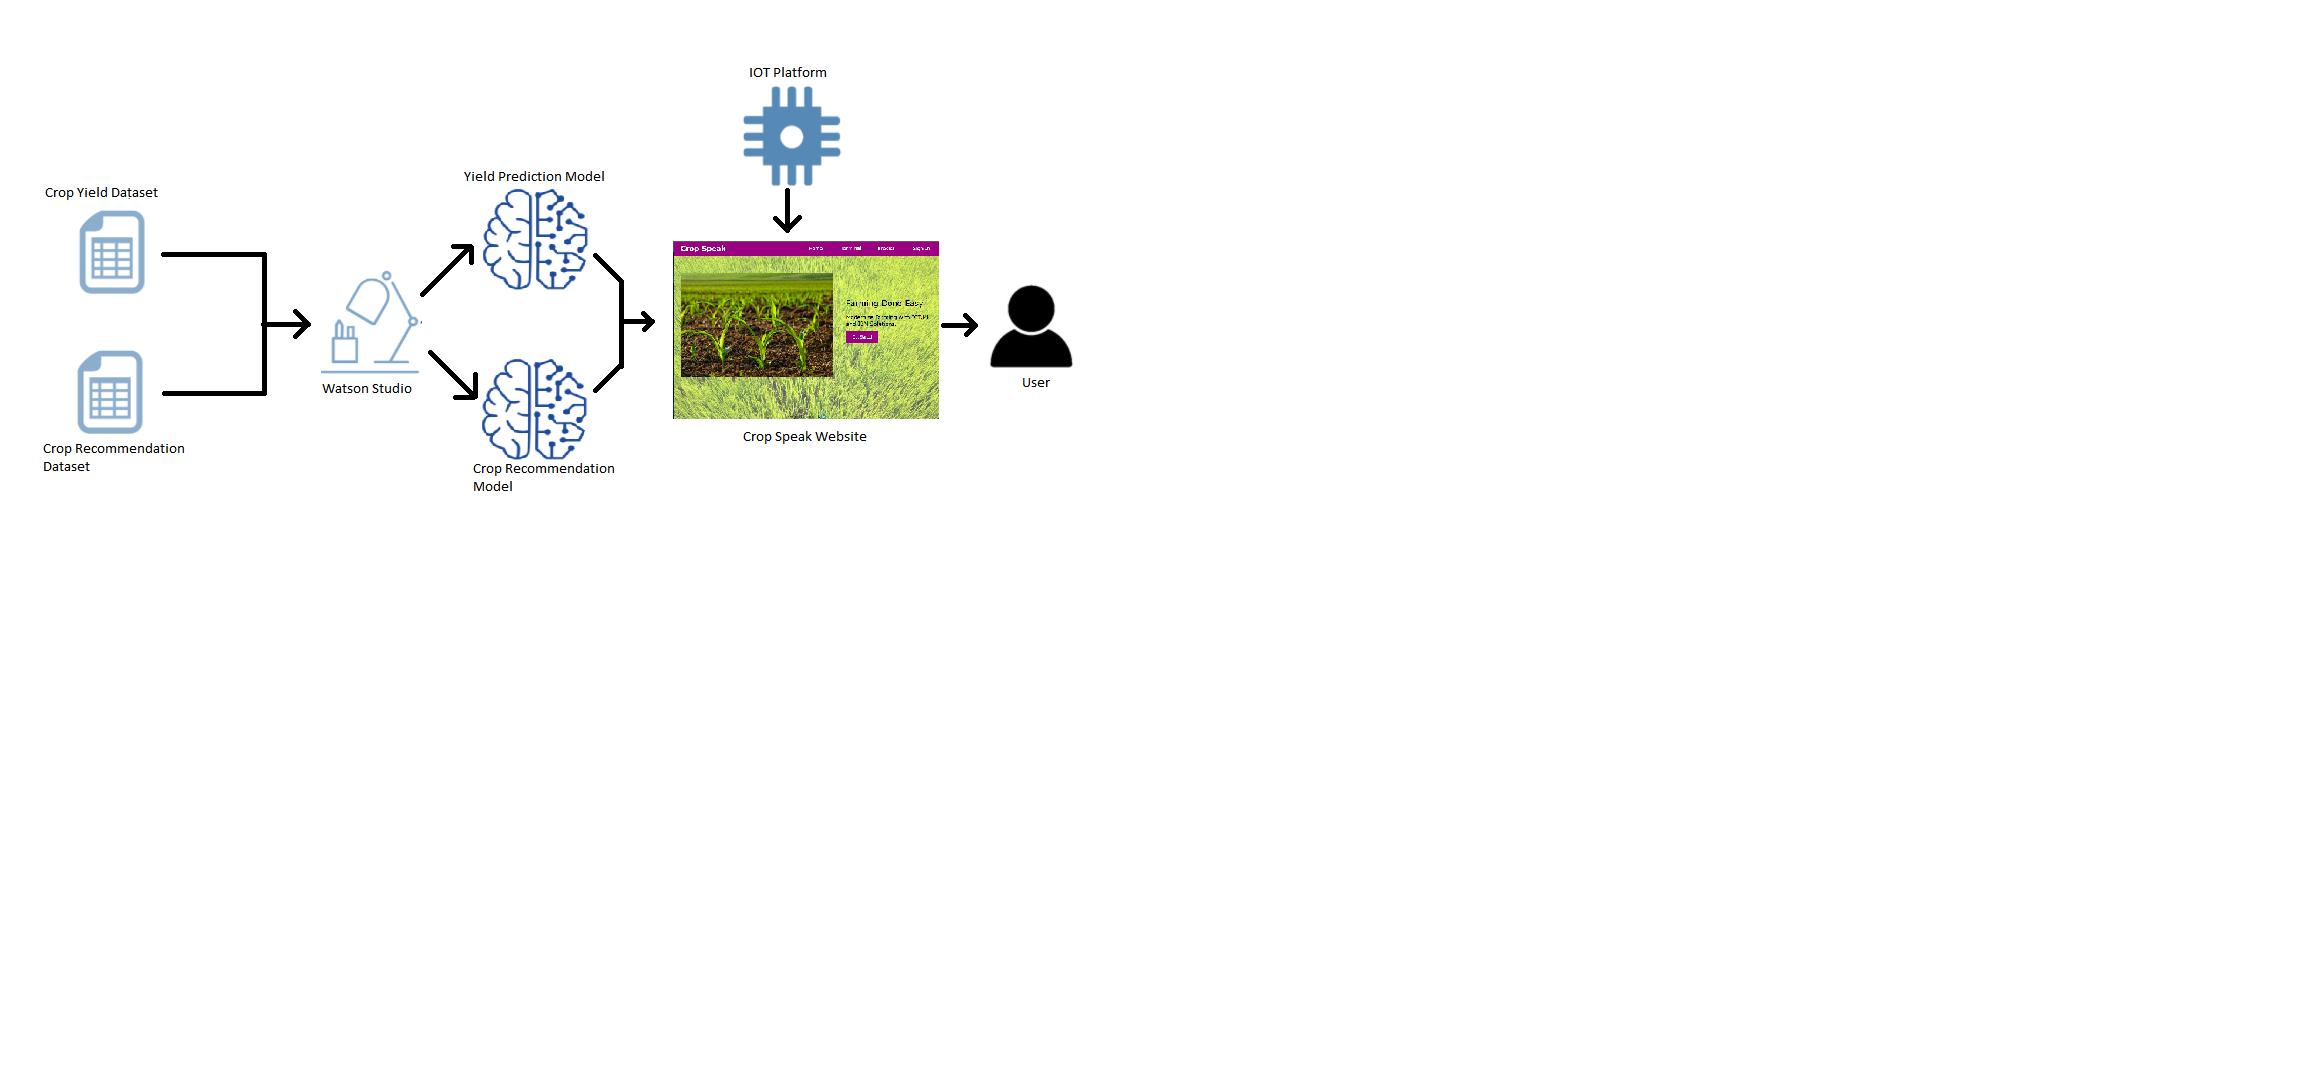 IOT Platform
Yield Prediction Model
Crop Yield Dataset
Crop Speak
Home
Farming Done Easy
Watson Studio
User
Crop Speak Website
Crop Recommendation
Dataset
Crop Recommendation
Model